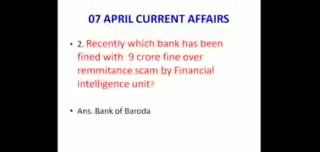 07 APRIL CURRENT AFFAIRS
• 2. Recently which bank has been
fined with 9 crore fine over
remmitance scam by Financial
intelligence unit?
• Ans. Bank of Baroda